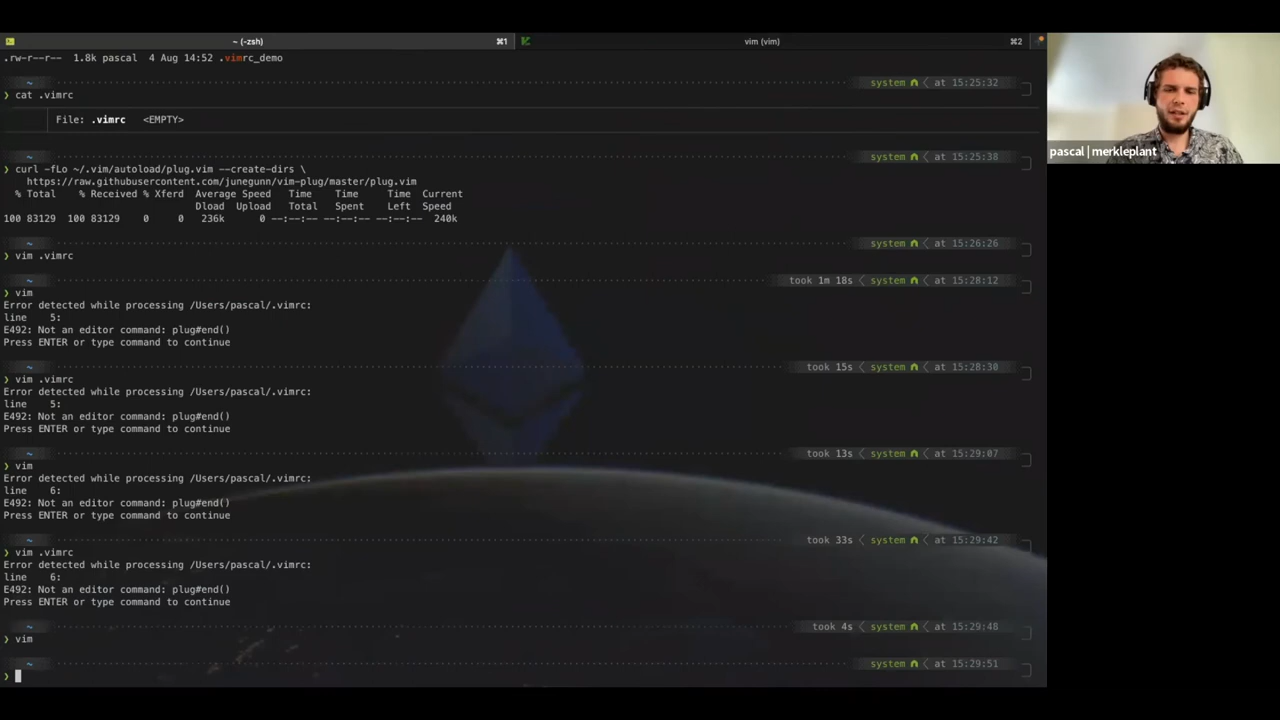 ~ (-zsh) ⌘1 vim (vim) ⌘2
.rw-r--r-- 1.8k pascal 4 Aug 14:52 .vimrc_demo
~ system at 15:25:32
❯ cat .vimrc
File: .vimrc <EMPTY>
~ system at 15:25:38
❯ curl -fLo ~/.vim/autoload/plug.vim --create-dirs \
https://raw.githubusercontent.com/junegunn/vim-plug/master/plug.vim
% Total % Received % Xferd Average Speed Time Time Time Current
Dload Upload Total Spent Left Speed
100 83129 100 83129 0 0 236k 0 --:--:-- --:--:-- --:--:-- 240k
~ system at 15:26:26
❯ vim .vimrc
~ took 1m 18s system at 15:28:12
❯ vim
Error detected while processing /Users/pascal/.vimrc:
line 5:
E492: Not an editor command: plug#end()
Press ENTER or type command to continue
~ took 15s system at 15:28:30
❯ vim .vimrc
Error detected while processing /Users/pascal/.vimrc:
line 5:
E492: Not an editor command: plug#end()
Press ENTER or type command to continue
~ took 13s system at 15:29:07
❯ vim
Error detected while processing /Users/pascal/.vimrc:
line 6:
E492: Not an editor command: plug#end()
Press ENTER or type command to continue
~ took 33s system at 15:29:42
❯ vim .vimrc
Error detected while processing /Users/pascal/.vimrc:
line 6:
E492: Not an editor command: plug#end()
Press ENTER or type command to continue
~ took 4s system at 15:29:48
❯ vim
~ system at 15:29:51
❯
pascal | merkleplant